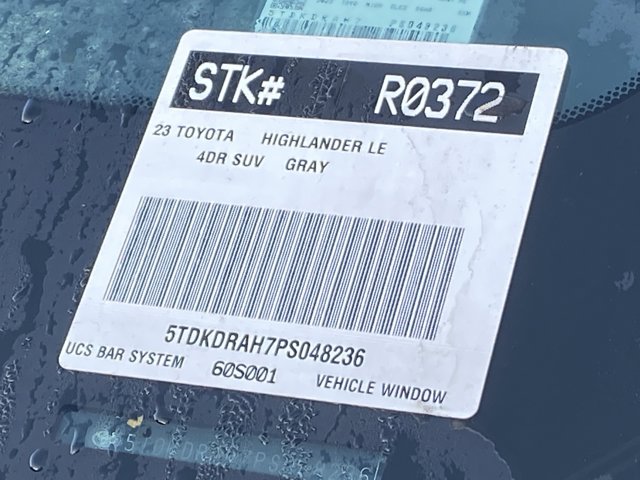 STK# R0372
23 TOYOTA HIGHLANDER LE
4DR SUV GRAY
5TDKDRAH7PS048236
UCS BAR SYSTEM 60S001 VEHICLE WINDOW